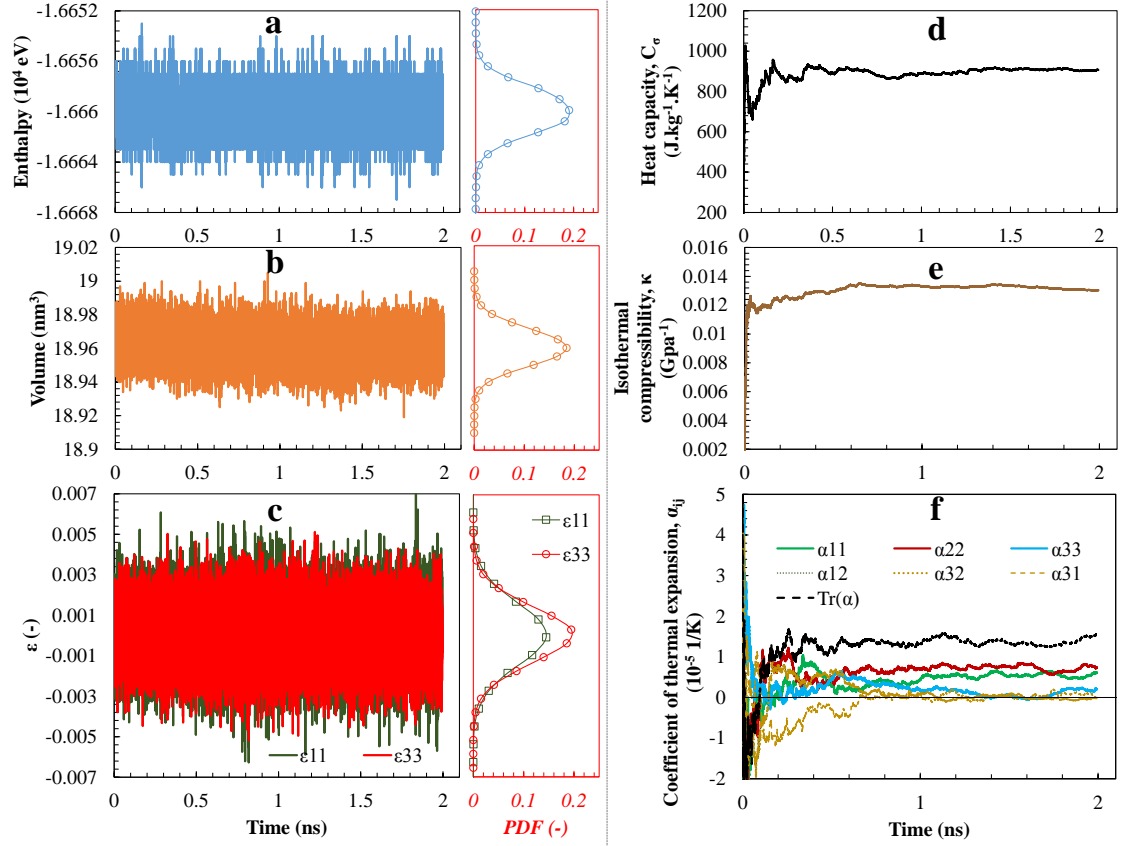 a
Enthalpy (10⁴ eV)
-1.6652
-1.6656
-1.666
-1.6664
-1.6668
0 0.5 1 1.5 2
0 0.1 0.2
b
Volume (nm³)
19.02
19
18.98
18.96
18.94
18.92
18.9
0 0.5 1 1.5 2
0 0.1 0.2
c
ε (-)
0.007
0.005
0.003
0.001
-0.001
-0.003
-0.005
-0.007
ε11 ε33
0 0.5 1 1.5 2
Time (ns)
ε11
ε33
0 0.1 0.2
PDF (-)
d
Heat capacity, Cσ
(J.kg⁻¹.K⁻¹)
1200
1000
800
600
400
200
0 1 2
e
Isothermal
compressibility, κ
(Gpa⁻¹)
0.016
0.014
0.012
0.01
0.008
0.006
0.004
0.002
0 1 2
f
Coefficient of thermal expansion, αij
(10⁻⁵ 1/K)
5
4
3
2
1
0
-1
-2
α11 α22 α33
α12 α32 α31
Tr(α)
0 1 2
Time (ns)